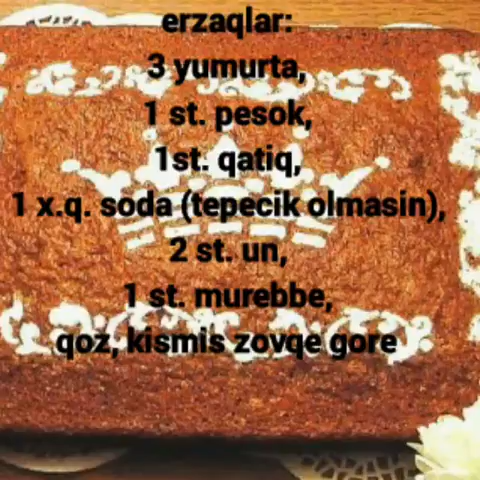 erzaqlar:
3 yumurta,
1 st. pesok,
1st. qatiq,
1 x.q. soda (tepecik olmasin),
2 st. un,
1 st. murebbe,
qoz, kismis zovqe gore